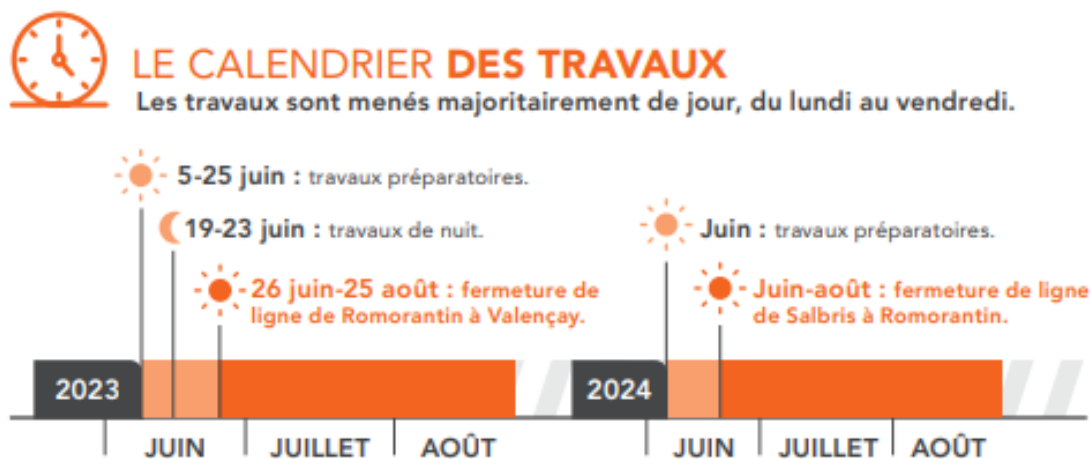 LE CALENDRIER DES TRAVAUX
Les travaux sont menés majoritairement de jour, du lundi au vendredi.
5-25 juin : travaux préparatoires.
19-23 juin : travaux de nuit.
26 juin-25 août : fermeture de
ligne de Romorantin à Valençay.
Juin : travaux préparatoires.
Juin-août : fermeture de ligne
de Salbris à Romorantin.
2023
2024
JUIN JUILLET AOÛT
JUIN JUILLET AOÛT